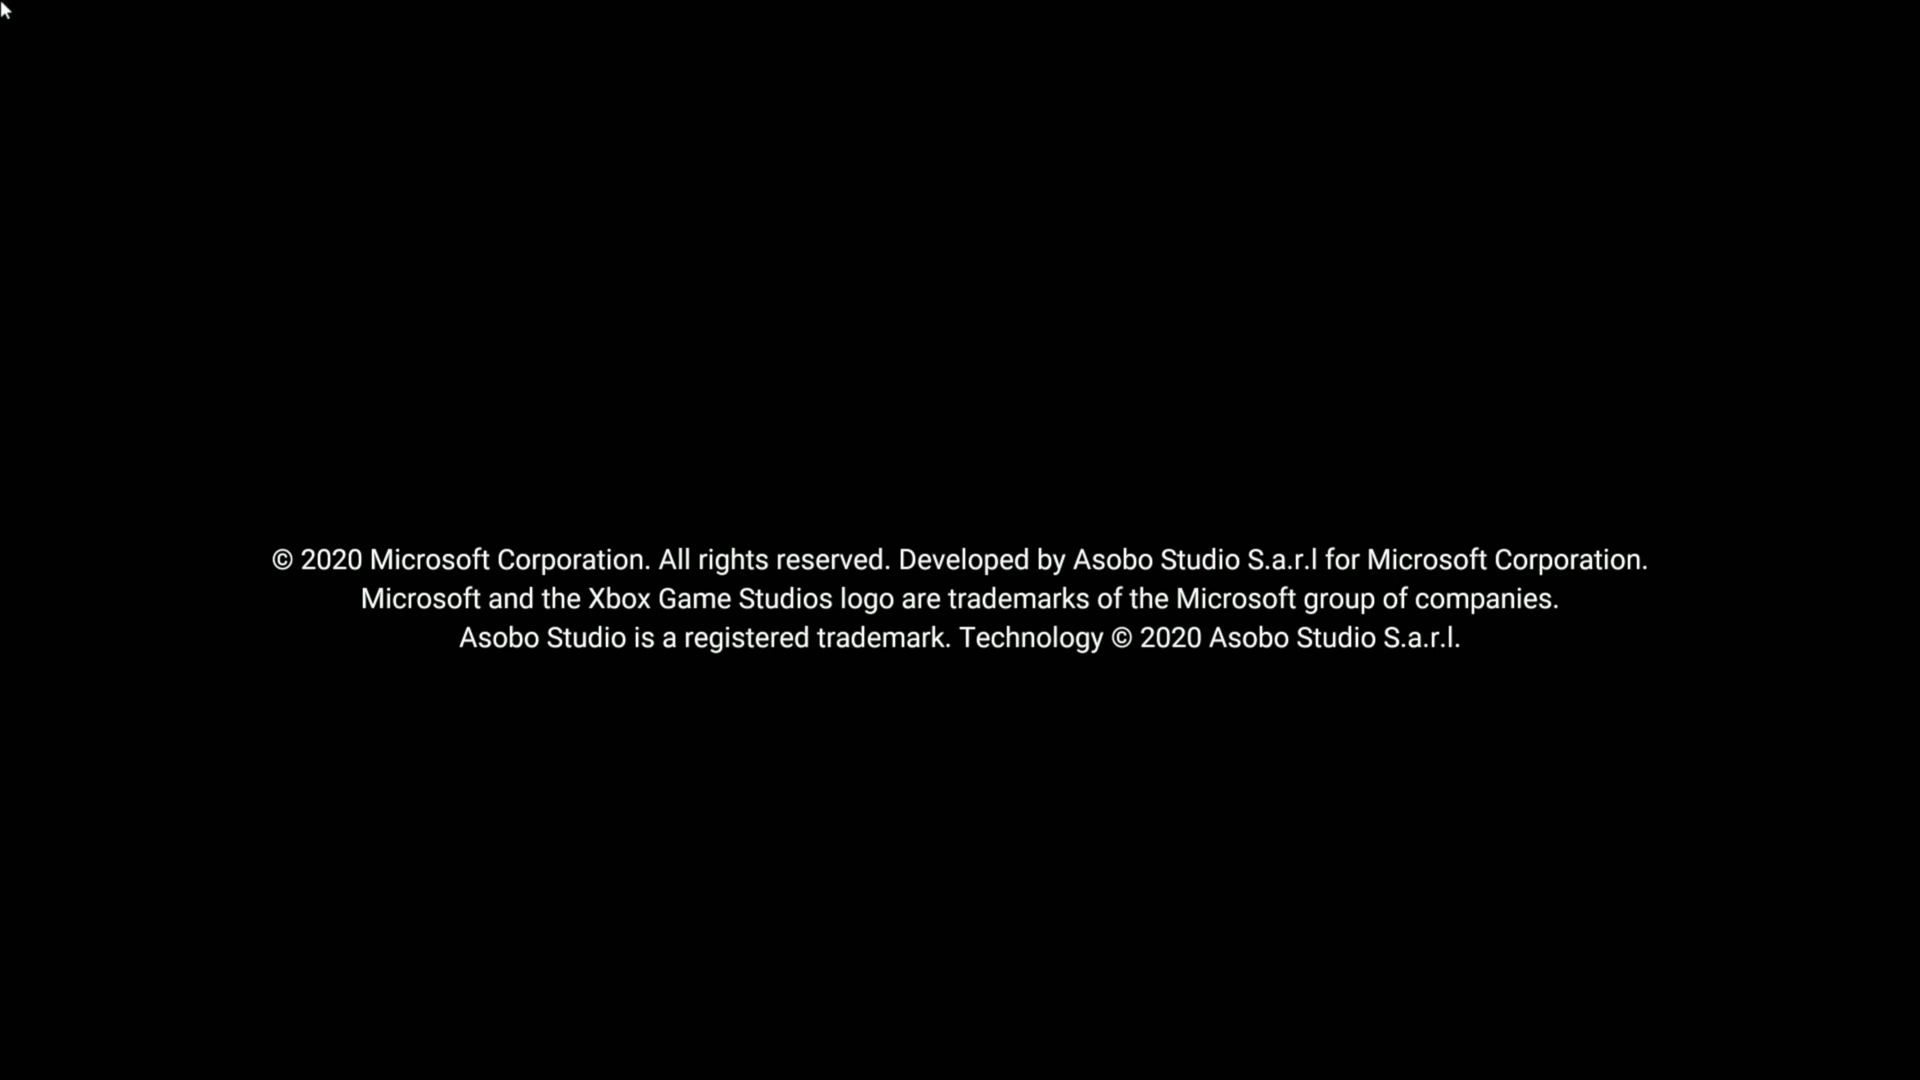 © 2020 Microsoft Corporation. All rights reserved. Developed by Asobo Studio S.a.r.l for Microsoft Corporation.
Microsoft and the Xbox Game Studios logo are trademarks of the Microsoft group of companies.
Asobo Studio is a registered trademark. Technology © 2020 Asobo Studio S.a.r.l.